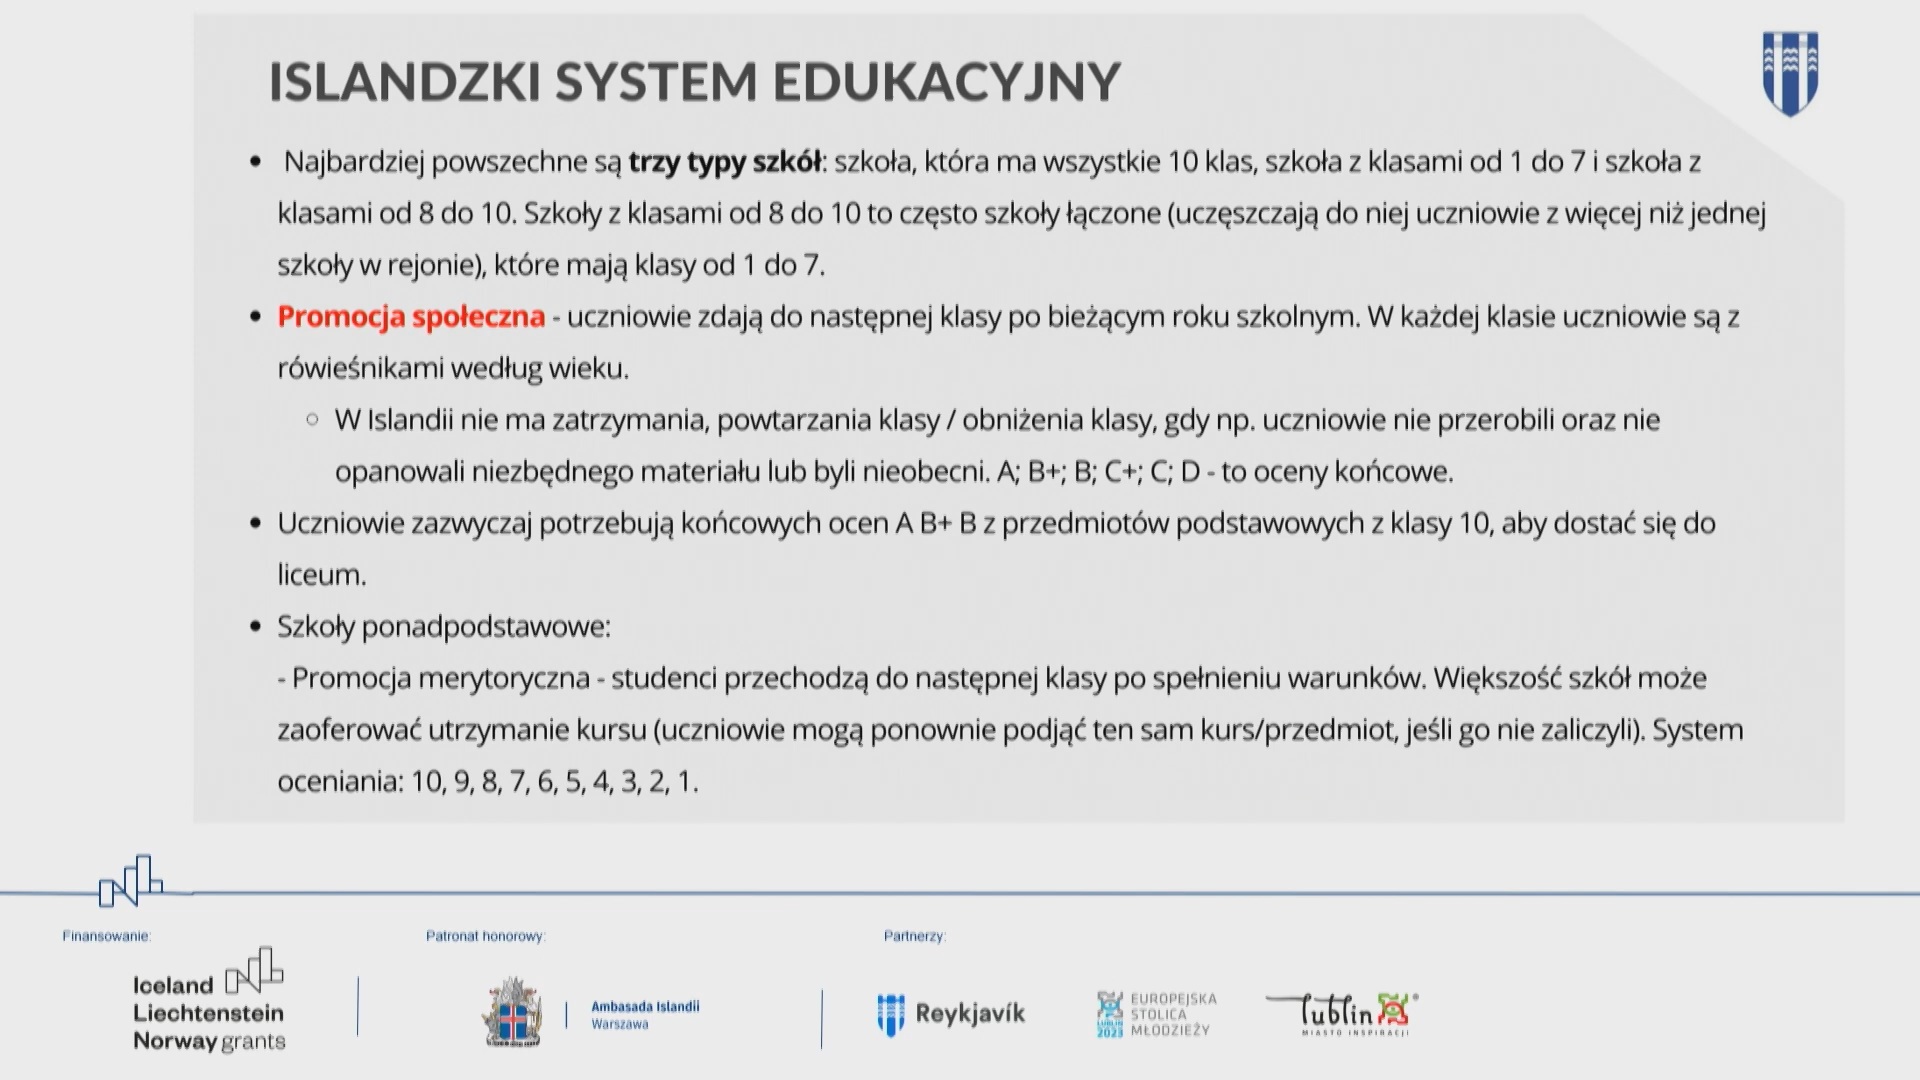 ISLANDZKI SYSTEM EDUKACYJNY
• Najbardziej powszechne są trzy typy szkół: szkoła, która ma wszystkie 10 klas, szkoła z klasami od 1 do 7 i szkoła z
klasami od 8 do 10. Szkoły z klasami od 8 do 10 to często szkoły łączone (uczęszczają do niej uczniowie z więcej niż jednej
szkoły w rejonie), które mają klasy od 1 do 7.
• Promocja społeczna - uczniowie zdają do następnej klasy po bieżącym roku szkolnym. W każdej klasie uczniowie są z
rówieśnikami według wieku.
○ W Islandii nie ma zatrzymania, powtarzania klasy / obniżenia klasy, gdy np. uczniowie nie przerobili oraz nie
opanowali niezbędnego materiału lub byli nieobecni. A; B+; B; C+; C; D - to oceny końcowe.
• Uczniowie zazwyczaj potrzebują końcowych ocen A B+ B z przedmiotów podstawowych z klasy 10, aby dostać się do
liceum.
• Szkoły ponadpodstawowe:
- Promocja merytoryczna - studenci przechodzą do następnej klasy po spełnieniu warunków. Większość szkół może
zaoferować utrzymanie kursu (uczniowie mogą ponownie podjąć ten sam kurs/przedmiot, jeśli go nie zaliczyli). System
oceniania: 10, 9, 8, 7, 6, 5, 4, 3, 2, 1.
Finansowanie:
Iceland
Liechtenstein
Norway grants
Patronat honorowy:
Ambasada Islandii
Warszawa
Partnerzy:
Reykjavík
LUBLIN
2023
EUROPEJSKA
STOLICA
MŁODZIEŻY
lublin
MIASTO INSPIRACJI